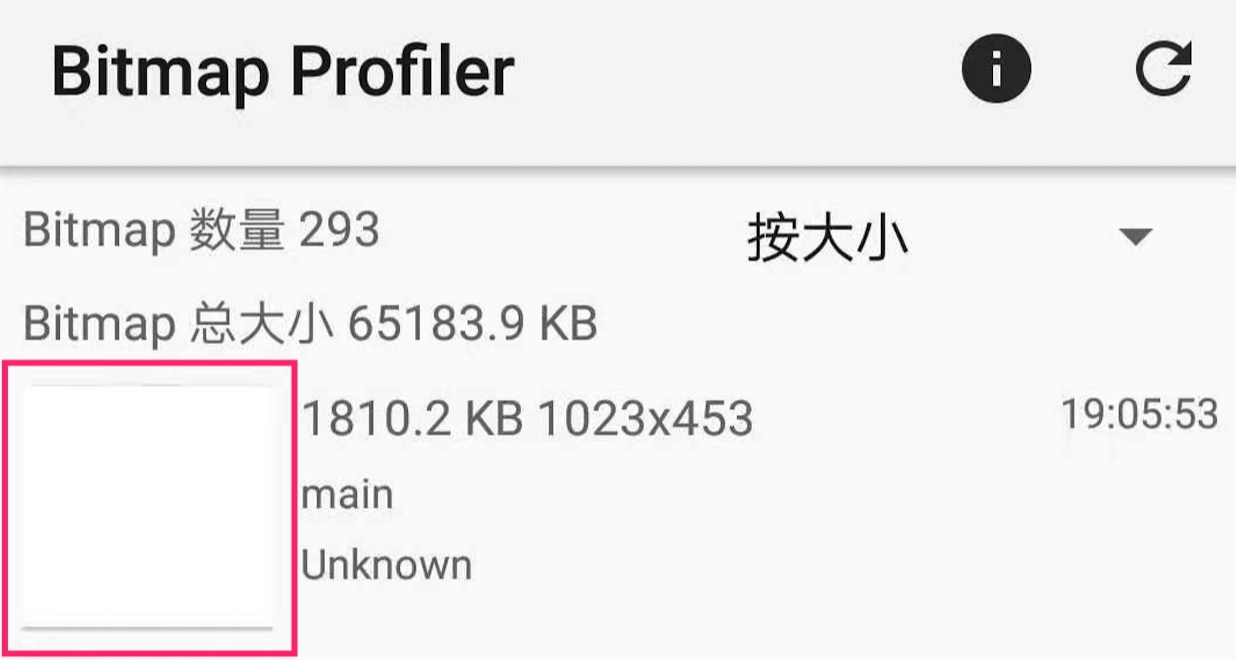 Bitmap Profiler
Bitmap 数量 293
按大小
Bitmap 总大小 65183.9 KB
1810.2 KB 1023x453
19:05:53
main
Unknown